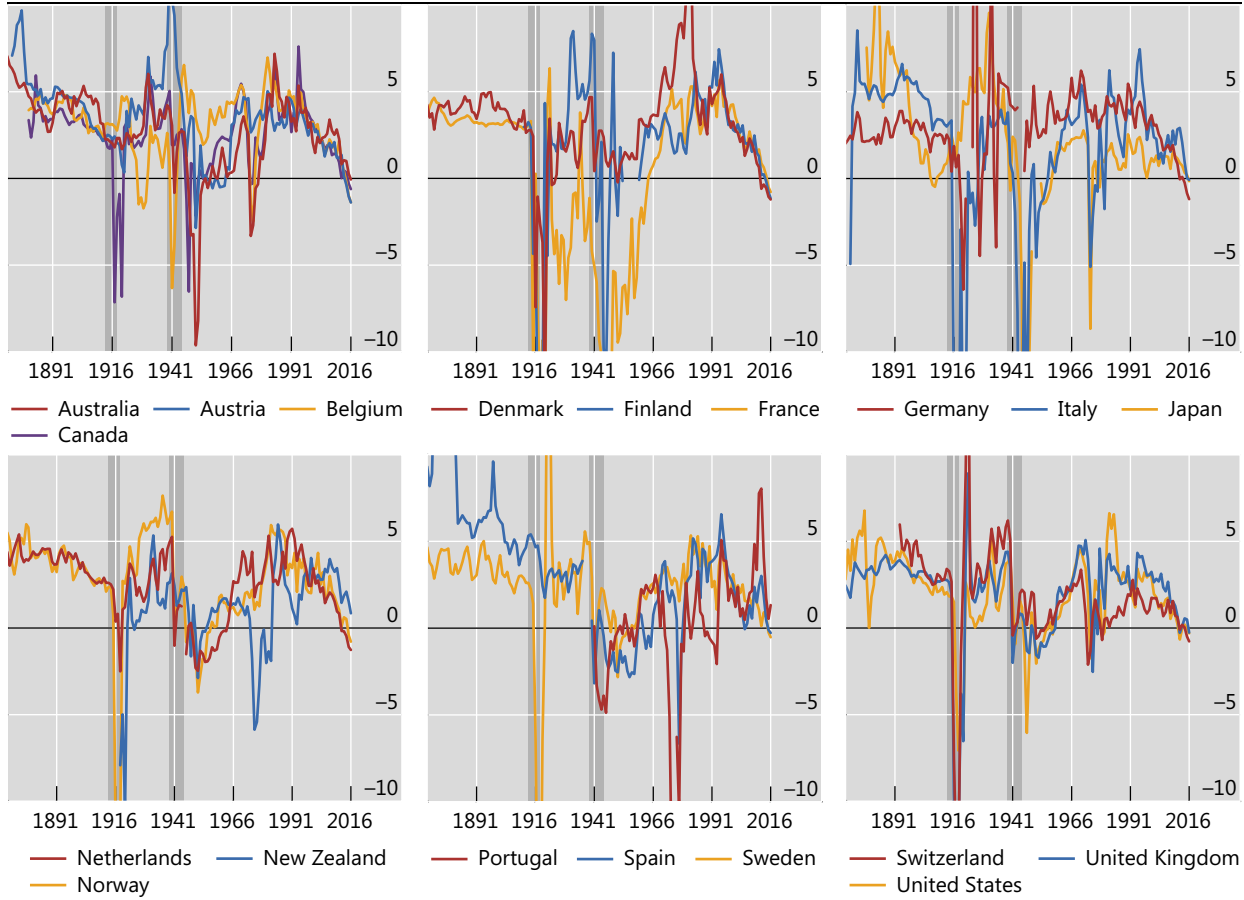 5 5 5
0 0 0
−5 −5 −5
−10 −10 −10
1891 1916 1941 1966 1991 2016 1891 1916 1941 1966 1991 2016 1891 1916 1941 1966 1991 2016
Australia Austria Belgium Denmark Finland France Germany Italy Japan
Canada
5 5 5
0 0 0
−5 −5 −5
−10 −10 −10
1891 1916 1941 1966 1991 2016 1891 1916 1941 1966 1991 2016 1891 1916 1941 1966 1991 2016
Netherlands New Zealand Portugal Spain Sweden Switzerland United Kingdom
Norway United States